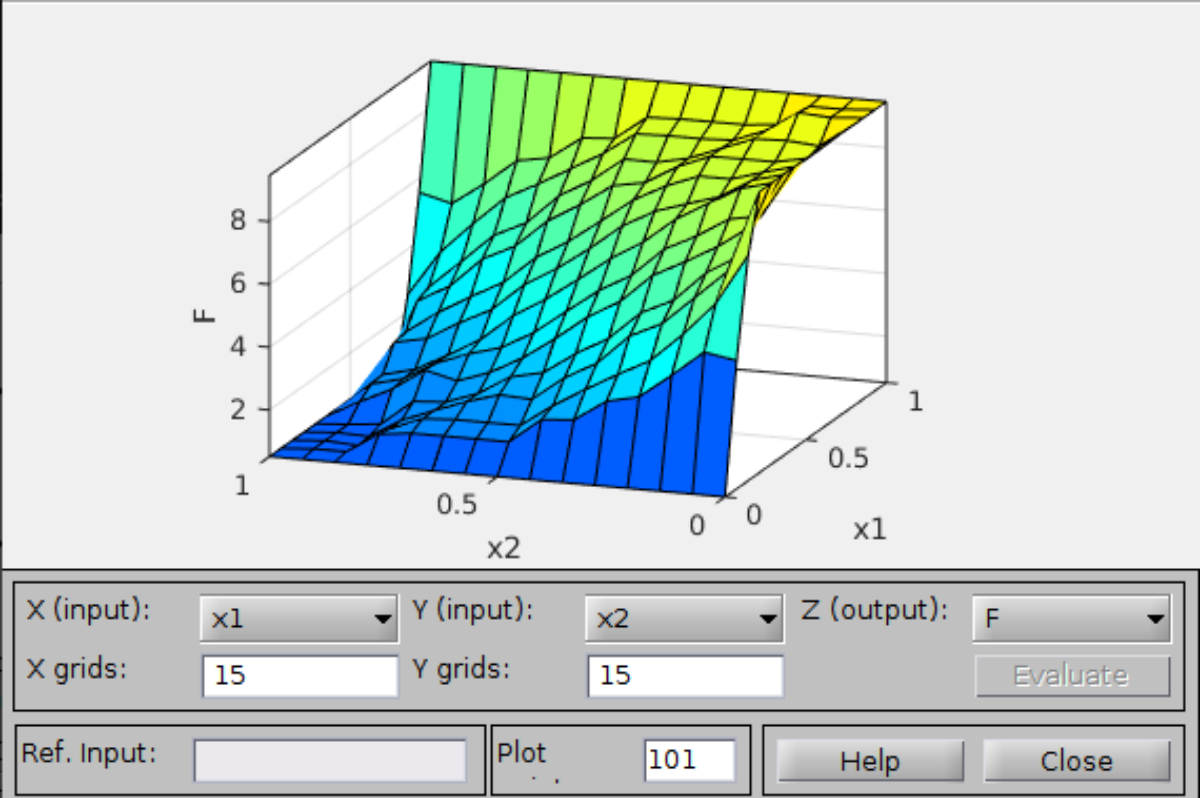 8
6
F
4
2
1
1
0.5
0.5
0
0
x2
x1
X (input):
x1
Y (input):
x2
Z (output):
F
X grids:
15
Y grids:
15
Evaluate
Ref. Input:
Plot
101
Help
Close